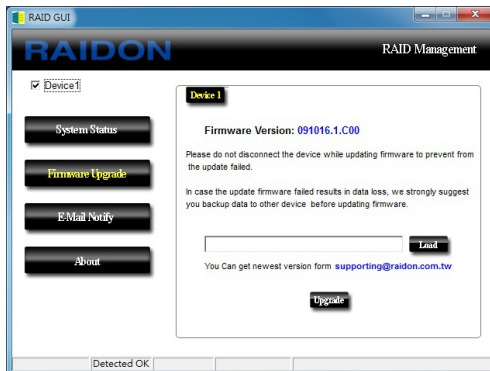 RAID GUI
RAIDON
RAID Management
Device1
System Status
Firmware Upgrade
E-Mail Notify
About
Device 1
Firmware Version: 091016.1.C00
Please do not disconnect the device while updating firmware to prevent from
the update failed.
In case the update firmware failed results in data loss, we strongly suggest
you backup data to other device before updating firmware.
Load
You Can get newest version form supporting@raidon.com.tw
Upgrade
Detected OK